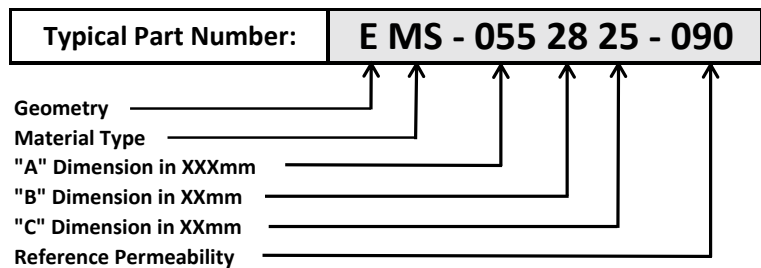 Typical Part Number: E MS - 055 28 25 - 090
Geometry
Material Type
"A" Dimension in XXXmm
"B" Dimension in XXmm
"C" Dimension in XXmm
Reference Permeability